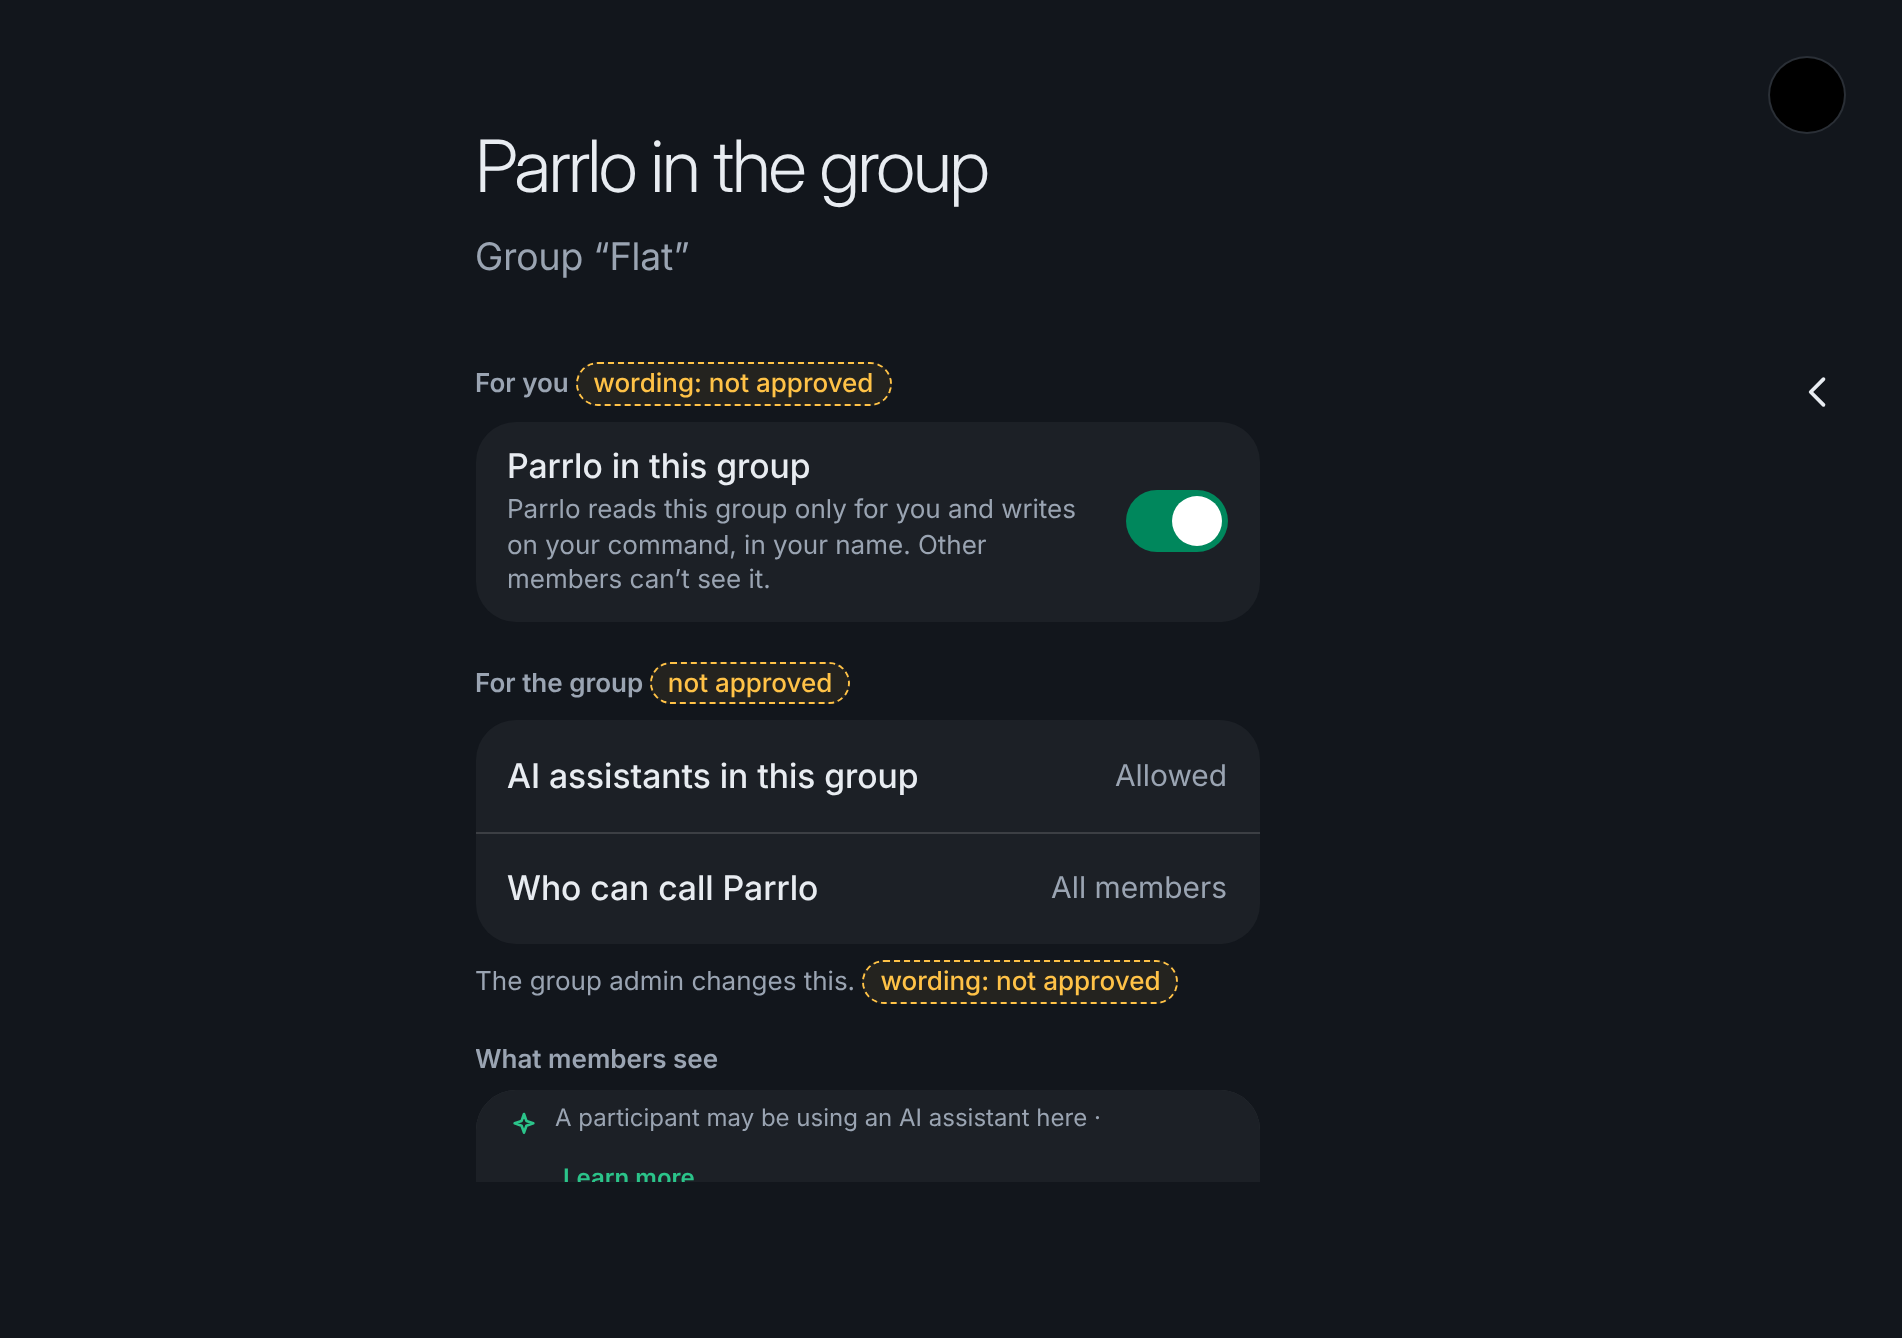 Parrlo in the group
Group “Flat”
For you wording: not approved
Parrlo in this group
Parrlo reads this group only for you and writes
on your command, in your name. Other
members can’t see it.
For the group not approved
AI assistants in this group Allowed
Who can call Parrlo All members
The group admin changes this. wording: not approved
What members see
A participant may be using an AI assistant here ·
Learn more